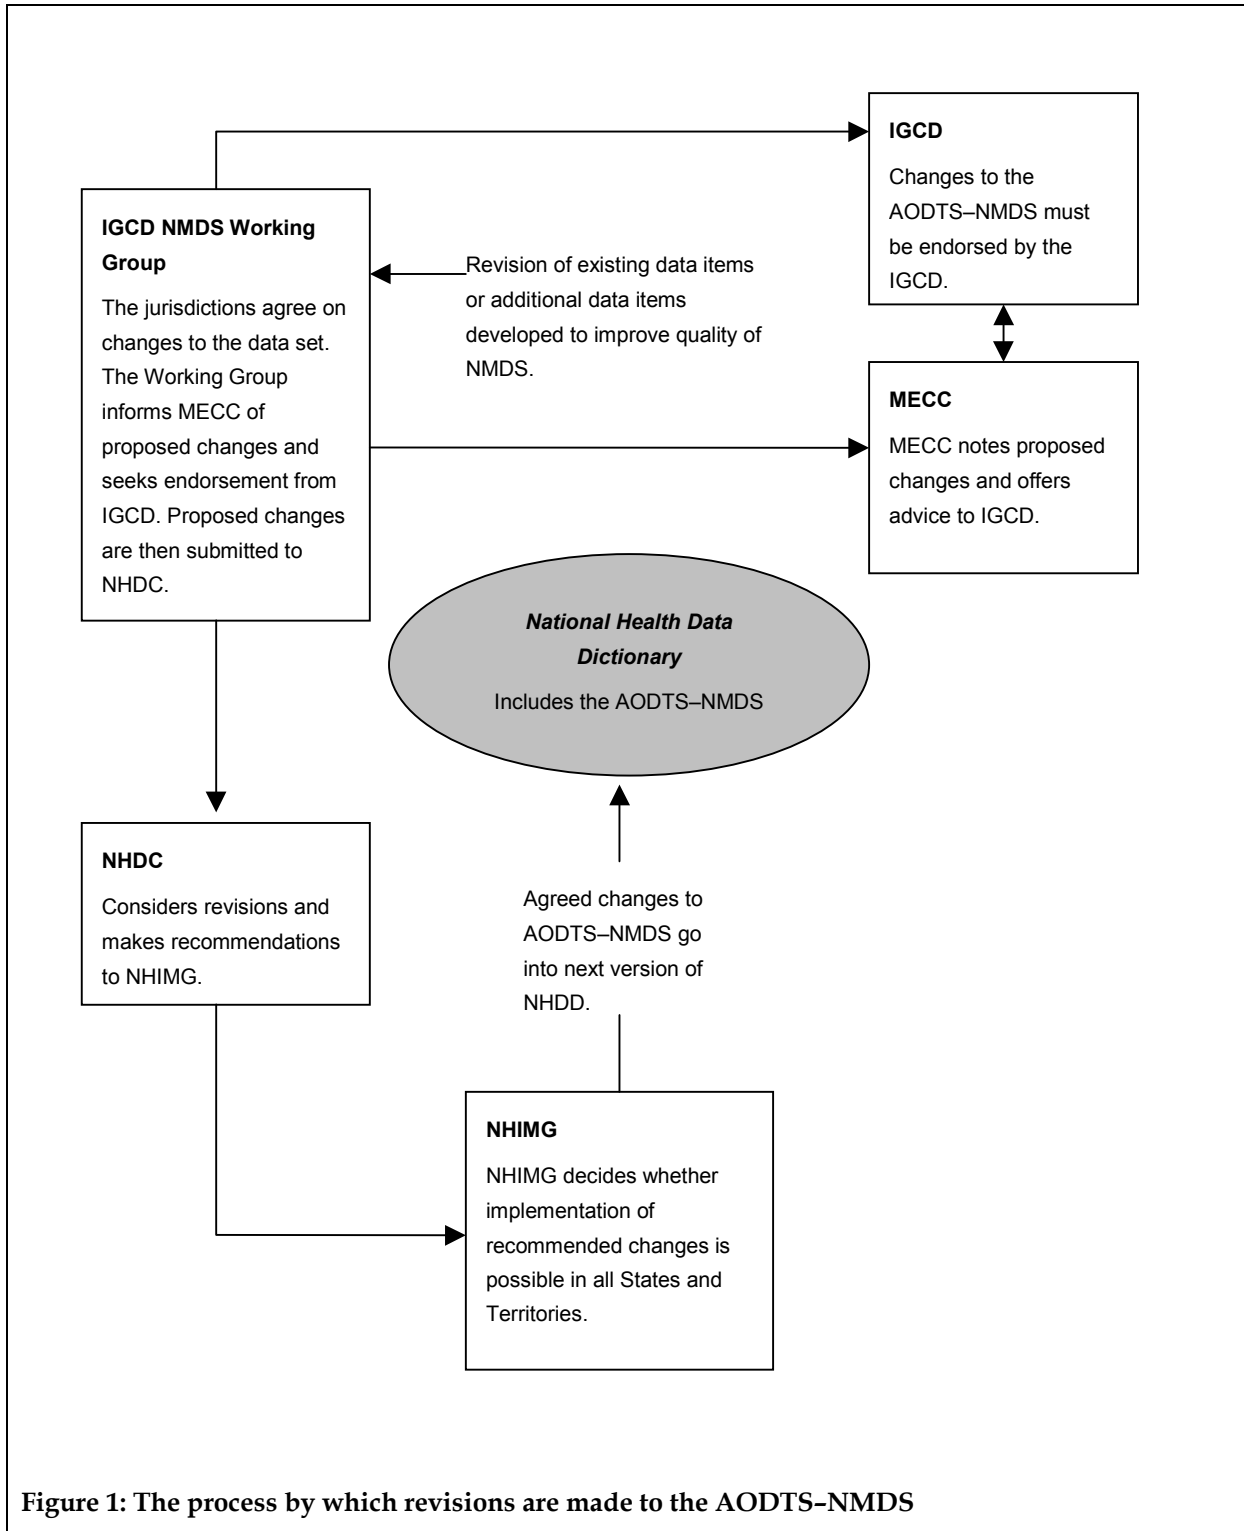 IGCD
Changes to the
AODTS–NMDS must
be endorsed by the
IGCD.
IGCD NMDS Working
Group
The jurisdictions agree on
changes to the data set.
The Working Group
informs MECC of
proposed changes and
seeks endorsement from
IGCD. Proposed changes
are then submitted to
NHDC.
Revision of existing data items
or additional data items
developed to improve quality of
NMDS.
MECC
MECC notes proposed
changes and offers
advice to IGCD.
National Health Data
Dictionary
Includes the AODTS–NMDS
NHDC
Considers revisions and
makes recommendations
to NHIMG.
Agreed changes to
AODTS–NMDS go
into next version of
NHDD.
NHIMG
NHIMG decides whether
implementation of
recommended changes is
possible in all States and
Territories.
Figure 1: The process by which revisions are made to the AODTS–NMDS